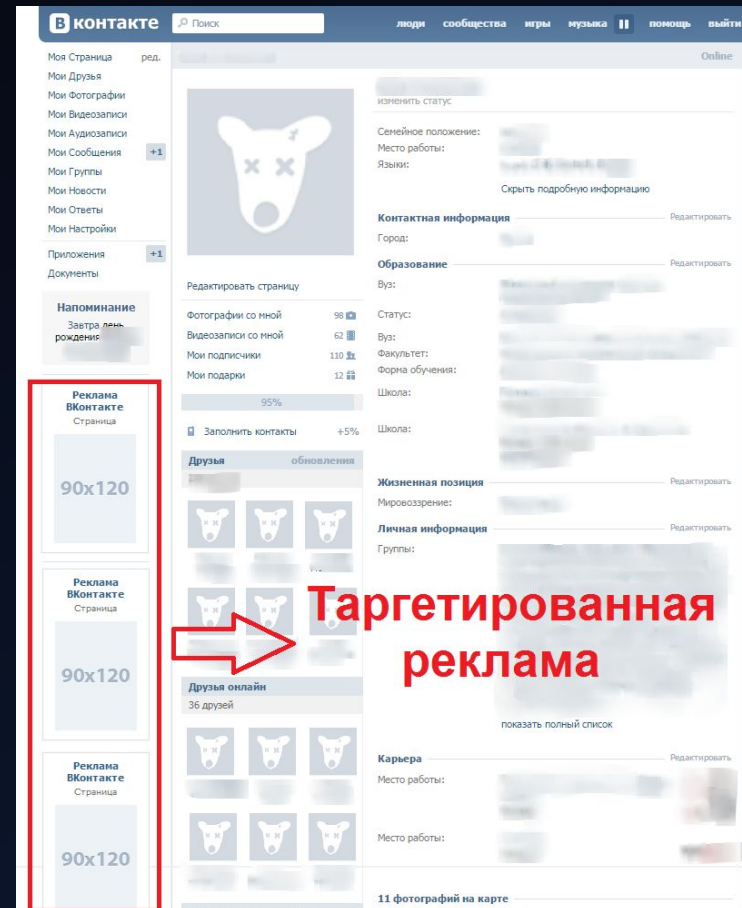 В контакте
Поиск
люди сообщества игры музыка помощь выйти
Моя Страница ред.
Мои Друзья
Мои Фотографии
Мои Видеозаписи
Мои Аудиозаписи
Мои Сообщения +1
Мои Группы
Мои Новости
Мои Ответы
Мои Настройки
Приложения +1
Документы
Напоминание
Завтра день
рождения
Реклама
ВКонтакте
Страница
90x120
Реклама
ВКонтакте
Страница
90x120
Реклама
ВКонтакте
Страница
90x120
Редактировать страницу
Фотографии со мной 98
Видеозаписи со мной 62
Мои подписчики 110
Мои подарки 12
95%
Заполнить контакты +5%
Друзья обновления
Друзья онлайн
36 друзей
Online
изменить статус
Семейное положение:
Место работы:
Языки:
Скрыть подробную информацию
Контактная информация Редактировать
Город:
Образование Редактировать
Вуз:
Статус:
Вуз:
Факультет:
Форма обучения:
Школа:
Школа:
Жизненная позиция Редактировать
Мировоззрение:
Личная информация Редактировать
Группы:
Таргетированная
реклама
показать полный список
Карьера Редактировать
Место работы:
Место работы:
11 фотографий на карте